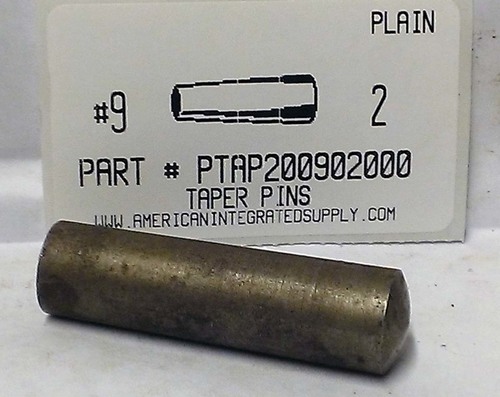 PLAIN
#9 2
PART # PTAP200902000
TAPER PINS
WWW.AMERICANINTEGRATEDSUPPLY.COM